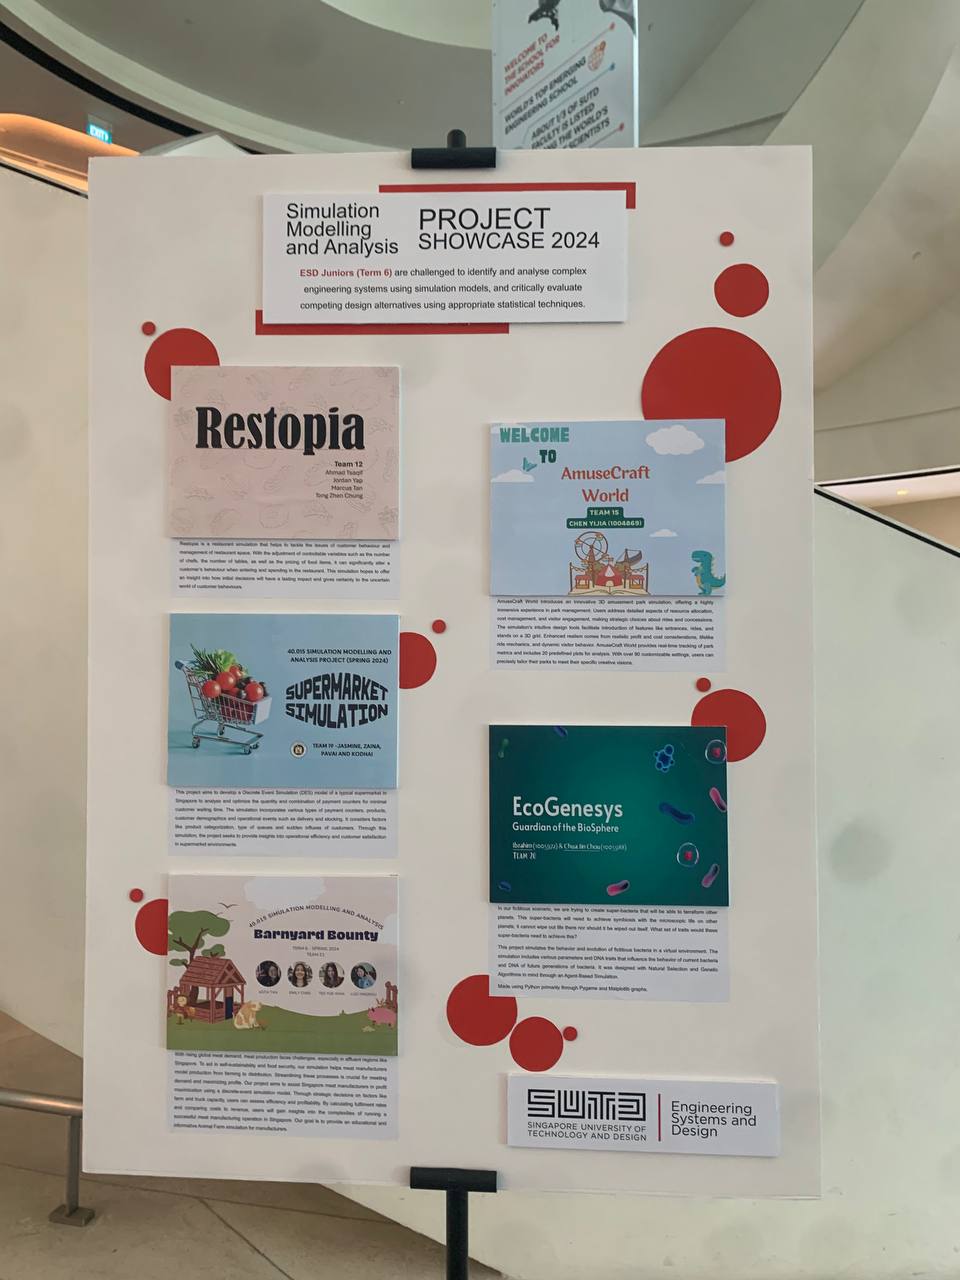 EXIT
WELCOME TO
THE SCHOOL FOR
INNOVATORS
WORLD'S TOP EMERGING
ENGINEERING SCHOOL
ABOUT 1/3 OF SUTD
FACULTY IS LISTED
THE WORLD'S
SCIENTISTS
Simulation
Modelling
and Analysis
PROJECT
SHOWCASE 2024
ESD Juniors (Term 6) are challenged to identify and analyse complex
engineering systems using simulation models, and critically evaluate
competing design alternatives using appropriate statistical techniques.
Restopia
Team 12
Ahmad Tsaqif
Jordan Yap
Marcus Tan
Tong Zhen Chung
Restopia is a restaurant simulation that helps to tackle the issues of customer behaviour and
management of restaurant space. With the adjustment of controllable variables such as the number
of chefs, the number of tables, as well as the pricing of food items, it can significantly alter a
customer's behaviour when entering and spending in the restaurant. This simulation hopes to offer
an insight into how initial decisions will have a lasting impact and gives certainty to the uncertain
world of customer behaviours.
40.015 SIMULATION MODELLING AND
ANALYSIS PROJECT (SPRING 2024)
SUPERMARKET
SIMULATION
TEAM 19 -JASMINE, ZAINA,
PAVAI AND KODHAI
This project aims to develop a Discrete Event Simulation (DES) model of a typical supermarket in
Singapore to analyse and optimize the quantity and combination of payment counters for minimal
customer waiting time. The simulation incorporates various types of payment counters, products,
customer demographics and operational events such as delivery and stocking. It considers factors
like product categorization, type of queues and sudden influxes of customers. Through this
simulation, the project seeks to provide insights into operational efficiency and customer satisfaction
in supermarket environments.
40.015 SIMULATION MODELLING AND ANALYSIS
Barnyard Bounty
TERM 6 - SPRING 2024
TEAM 21
With rising global meat demand, meat production faces challenges, especially in affluent regions like
Singapore. To aid in self-sustainability and food security, our simulation helps meat manufacturers
model production from farming to distribution. Streamlining these processes is crucial for meeting
demand and maximizing profits. Our project aims to assist Singapore meat manufacturers in profit
maximisation using a discrete-event simulation model. Through strategic decisions on factors like
farm and truck capacity, users can assess efficiency and profitability. By calculating fulfilment rates
and comparing costs to revenue, users will gain insights into the complexities of running a
successful meat manufacturing operation in Singapore. Our goal is to provide an educational and
informative Animal Farm simulation for manufacturers.
WELCOME
TO
AmuseCraft
World
TEAM 15
CHEN YIJIA (1004869)
AmuseCraft World introduces an innovative 3D amusement park simulation, offering a highly
immersive experience in park management. Users address detailed aspects of resource allocation,
cost management, and visitor engagement, making strategic choices about rides and concessions.
The simulation's intuitive design tools facilitate introduction of features like entrances, rides, and
stands on a 3D grid. Enhanced realism comes from realistic profit and cost considerations, lifelike
ride mechanics, and dynamic visitor behavior. AmuseCraft World provides real-time tracking of park
metrics and includes 20 predefined plots for analysis. With over 90 customizable settings, users can
precisely tailor their parks to meet their specific creative visions.
EcoGenesys
Guardian of the BioSphere
Ibrahim (1005972) & Chua Jin Chou (1005988)
TEAM 20
In our fictitious scenario, we are trying to create super-bacteria that will be able to terraform other
planets. This super-bacteria will need to achieve symbiosis with the microscopic life on other
planets, it cannot wipe out life there nor should it be wiped out itself. What set of traits would these
super-bacteria need to achieve this?
This project simulates the behavior and evolution of fictitious bacteria in a virtual environment. The
simulation includes various parameters and DNA traits that influence the behavior of current bacteria
and DNA of future generations of bacteria. It was designed with Natural Selection and Genetic
Algorithms in mind through an Agent-Based Simulation.
Made using Python primarily through Pygame and Matplotlib graphs.
SUTD
SINGAPORE UNIVERSITY OF
TECHNOLOGY AND DESIGN
Engineering
Systems and
Design